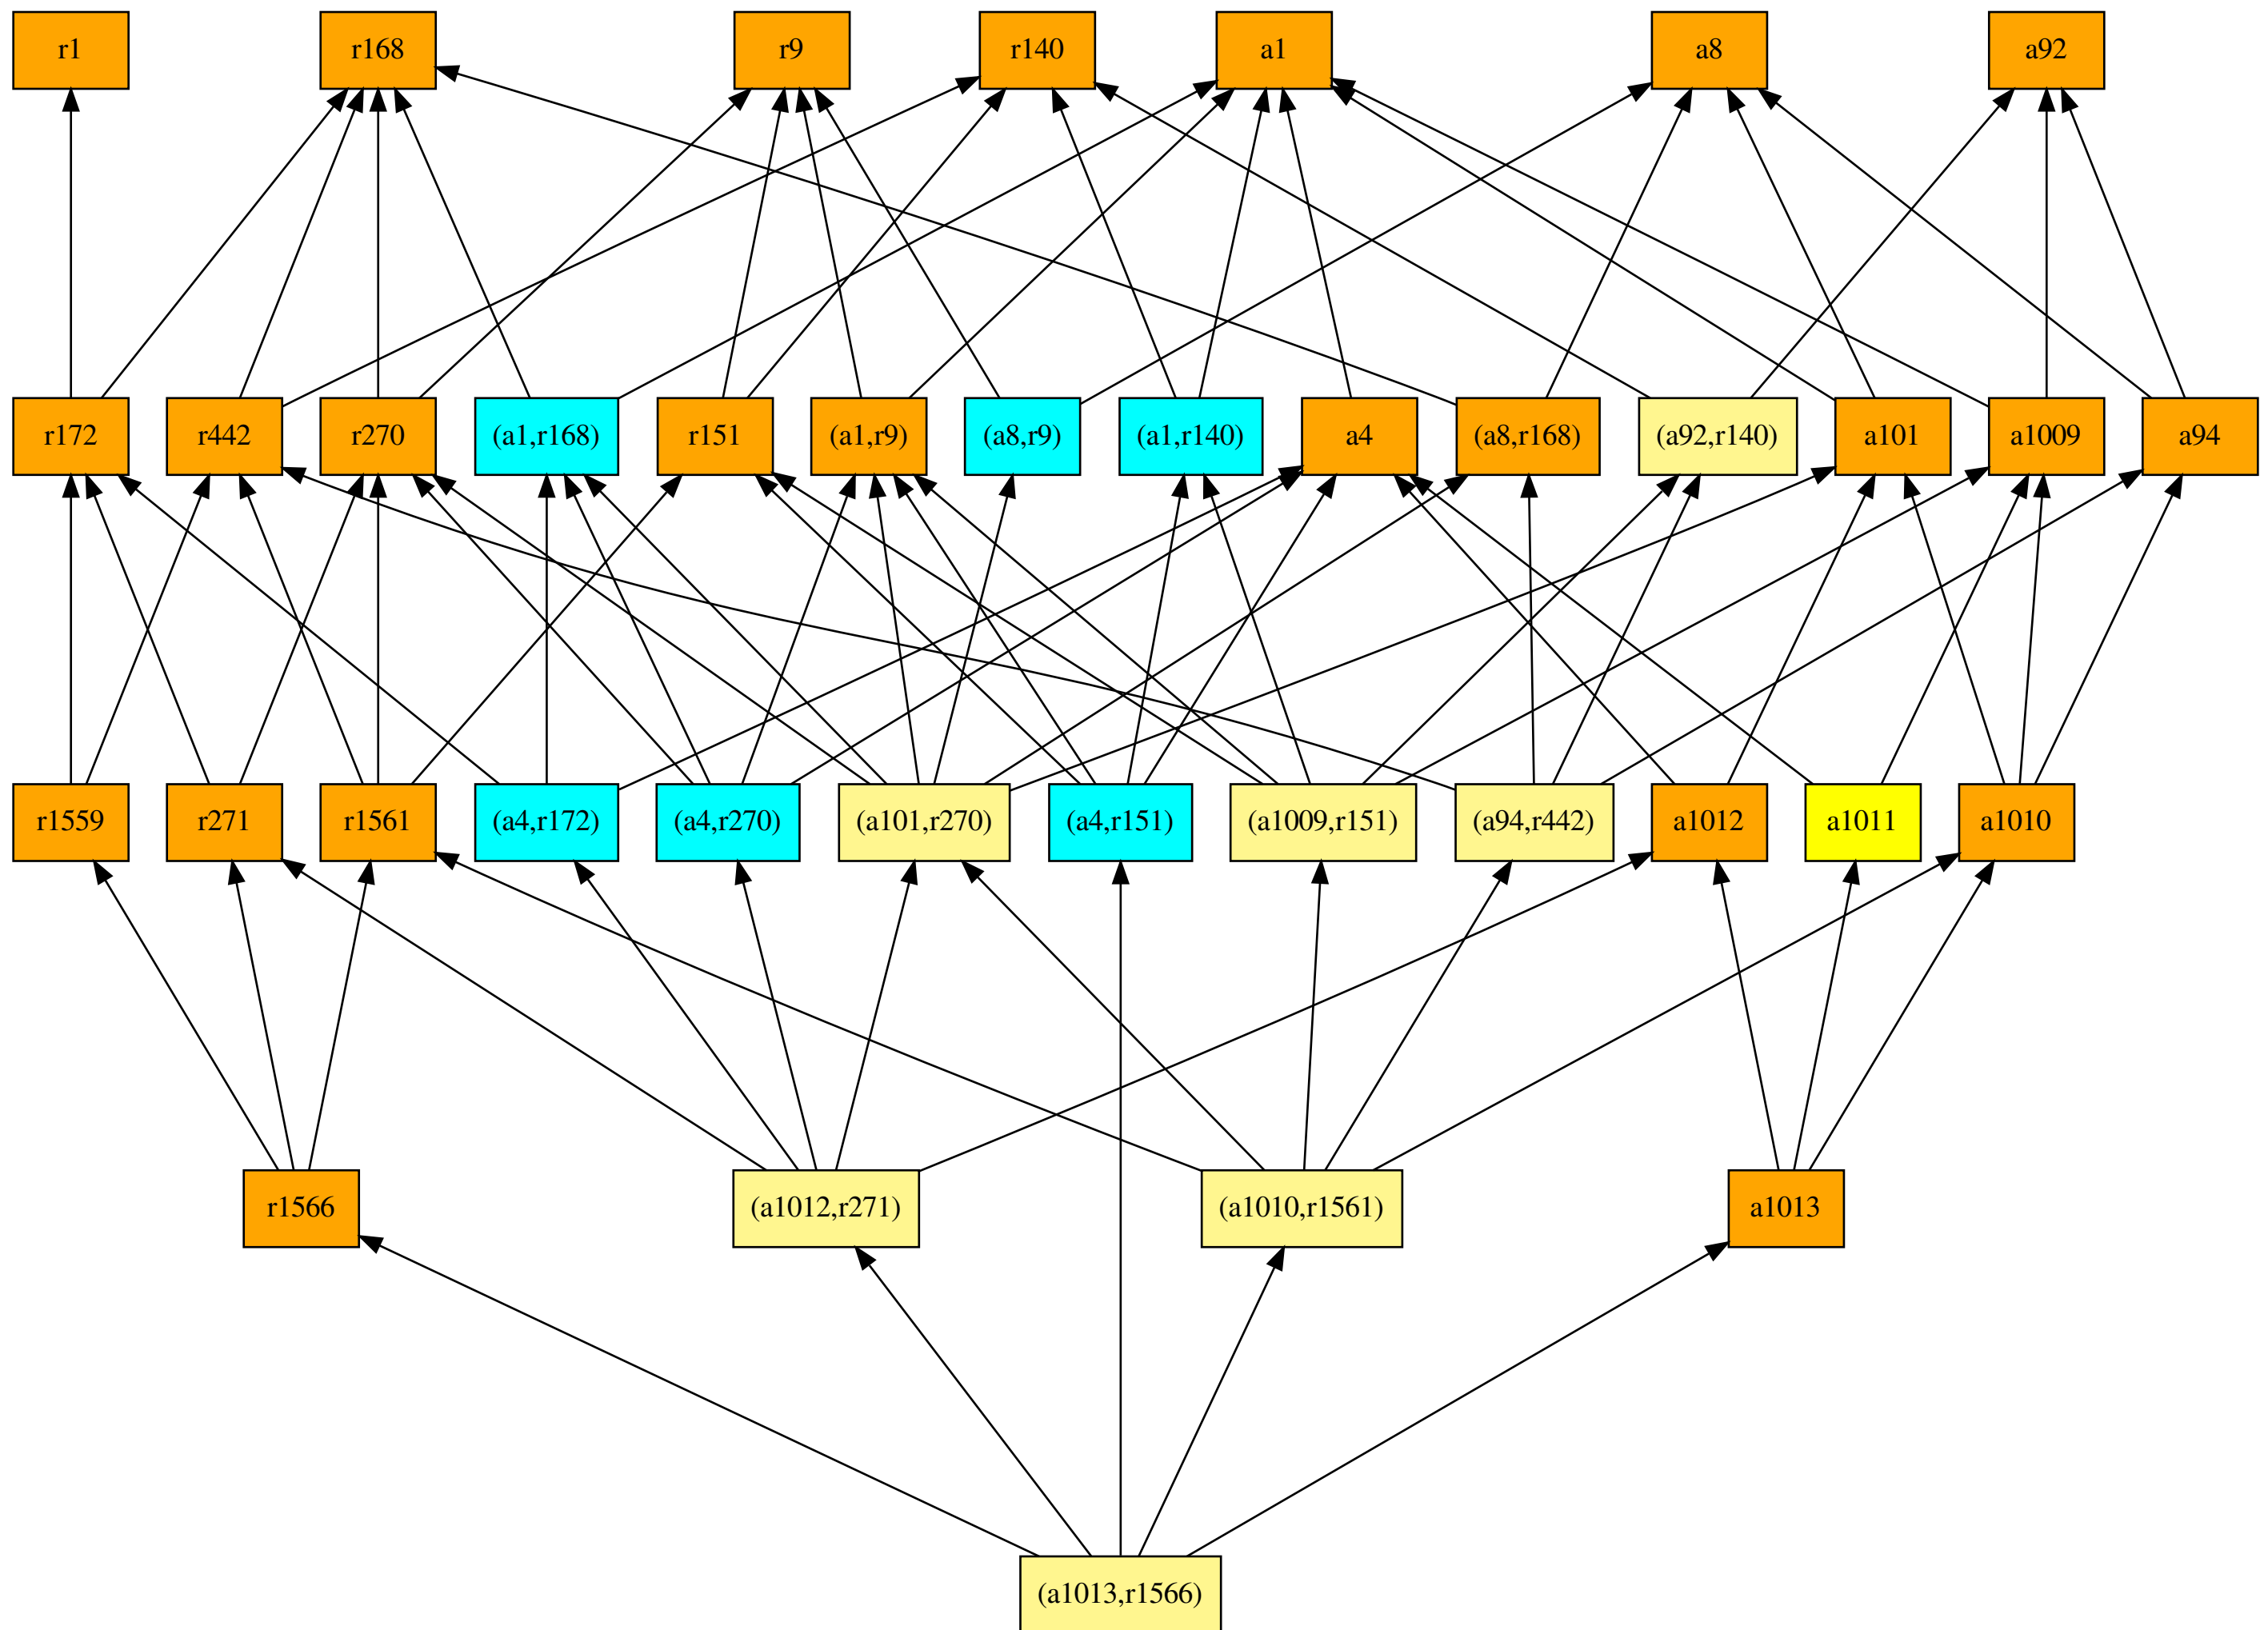 r1
r168
r9
r140
a1
a8
a92
r172
r442
r270
(a1,r168)
r151
(a1,r9)
(a8,r9)
(a1,r140)
a4
(a8,r168)
(a92,r140)
a101
a1009
a94
r1559
r271
r1561
(a4,r172)
(a4,r270)
(a101,r270)
(a4,r151)
(a1009,r151)
(a94,r442)
a1012
a1011
a1010
r1566
(a1012,r271)
(a1010,r1561)
a1013
(a1013,r1566)